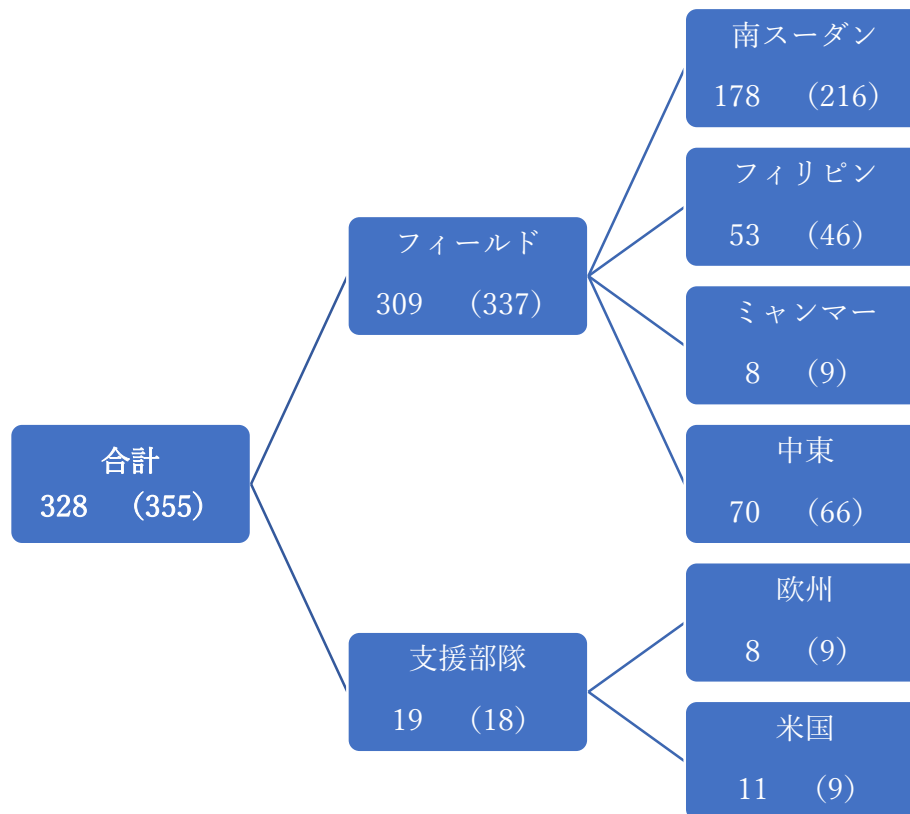 合計
328 （355）
フィールド
309 （337）
支援部隊
19 （18）
南スーダン
178 （216）
フィリピン
53 （46）
ミャンマー
8 （9）
中東
70 （66）
欧州
8 （9）
米国
11 （9）